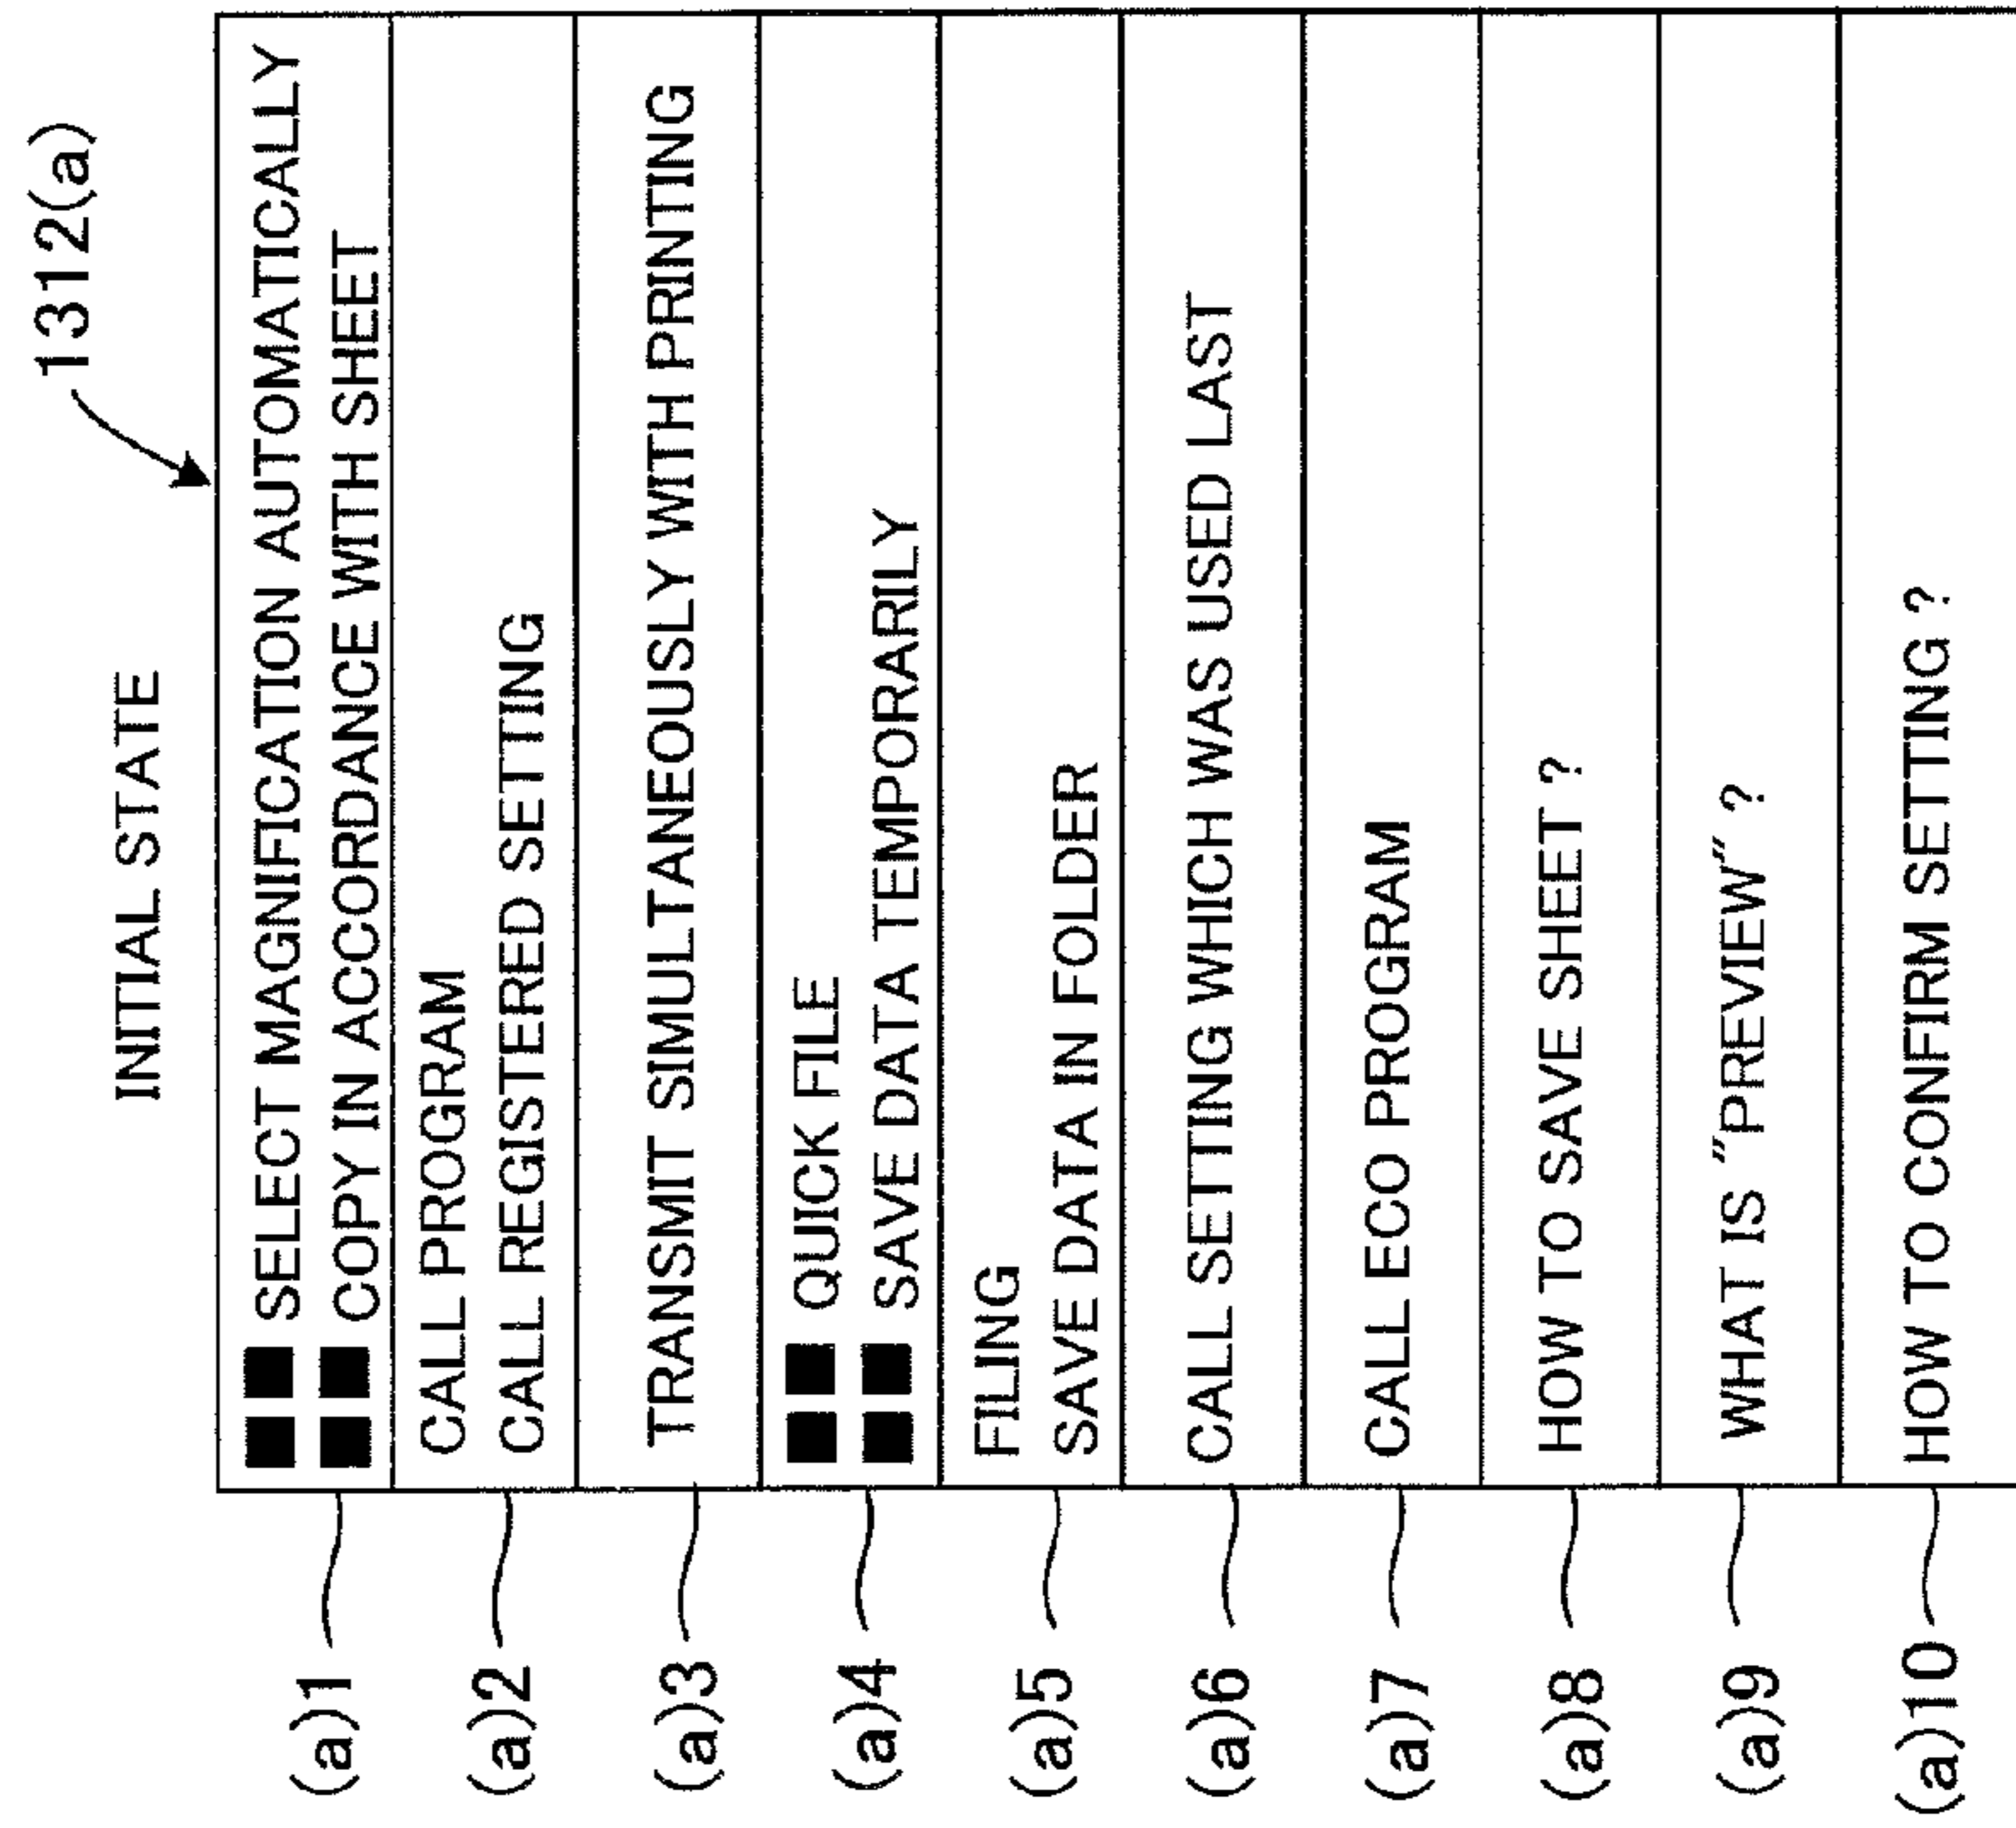 INITIAL STATE
1312(a)
(a)1
■■ SELECT MAGNIFICATION AUTOMATICALLY
■■ COPY IN ACCORDANCE WITH SHEET
(a)2
CALL PROGRAM
CALL REGISTERED SETTING
(a)3
TRANSMIT SIMULTANEOUSLY WITH PRINTING
(a)4
■■ QUICK FILE
■■ SAVE DATA TEMPORARILY
(a)5
FILING
SAVE DATA IN FOLDER
(a)6
CALL SETTING WHICH WAS USED LAST
(a)7
CALL ECO PROGRAM
(a)8
HOW TO SAVE SHEET ?
(a)9
WHAT IS "PREVIEW" ?
(a)10
HOW TO CONFIRM SETTING ?